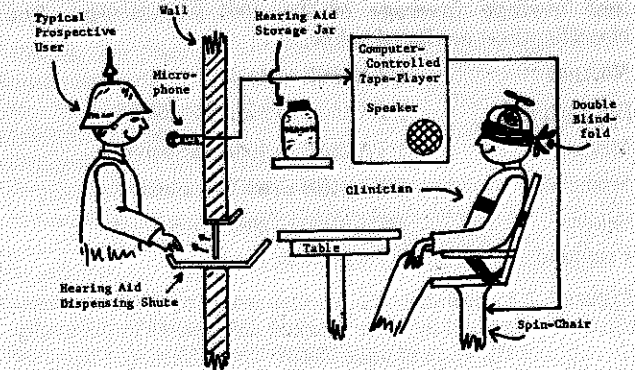 Typical
Prospective
User
Wall
Hearing Aid
Storage Jar
Micro-
phone
Computer-
Controlled
Tape-Player
Speaker
Double
Blind-
fold
Clinician
Table
Hearing Aid
Dispensing Shute
Spin-Chair